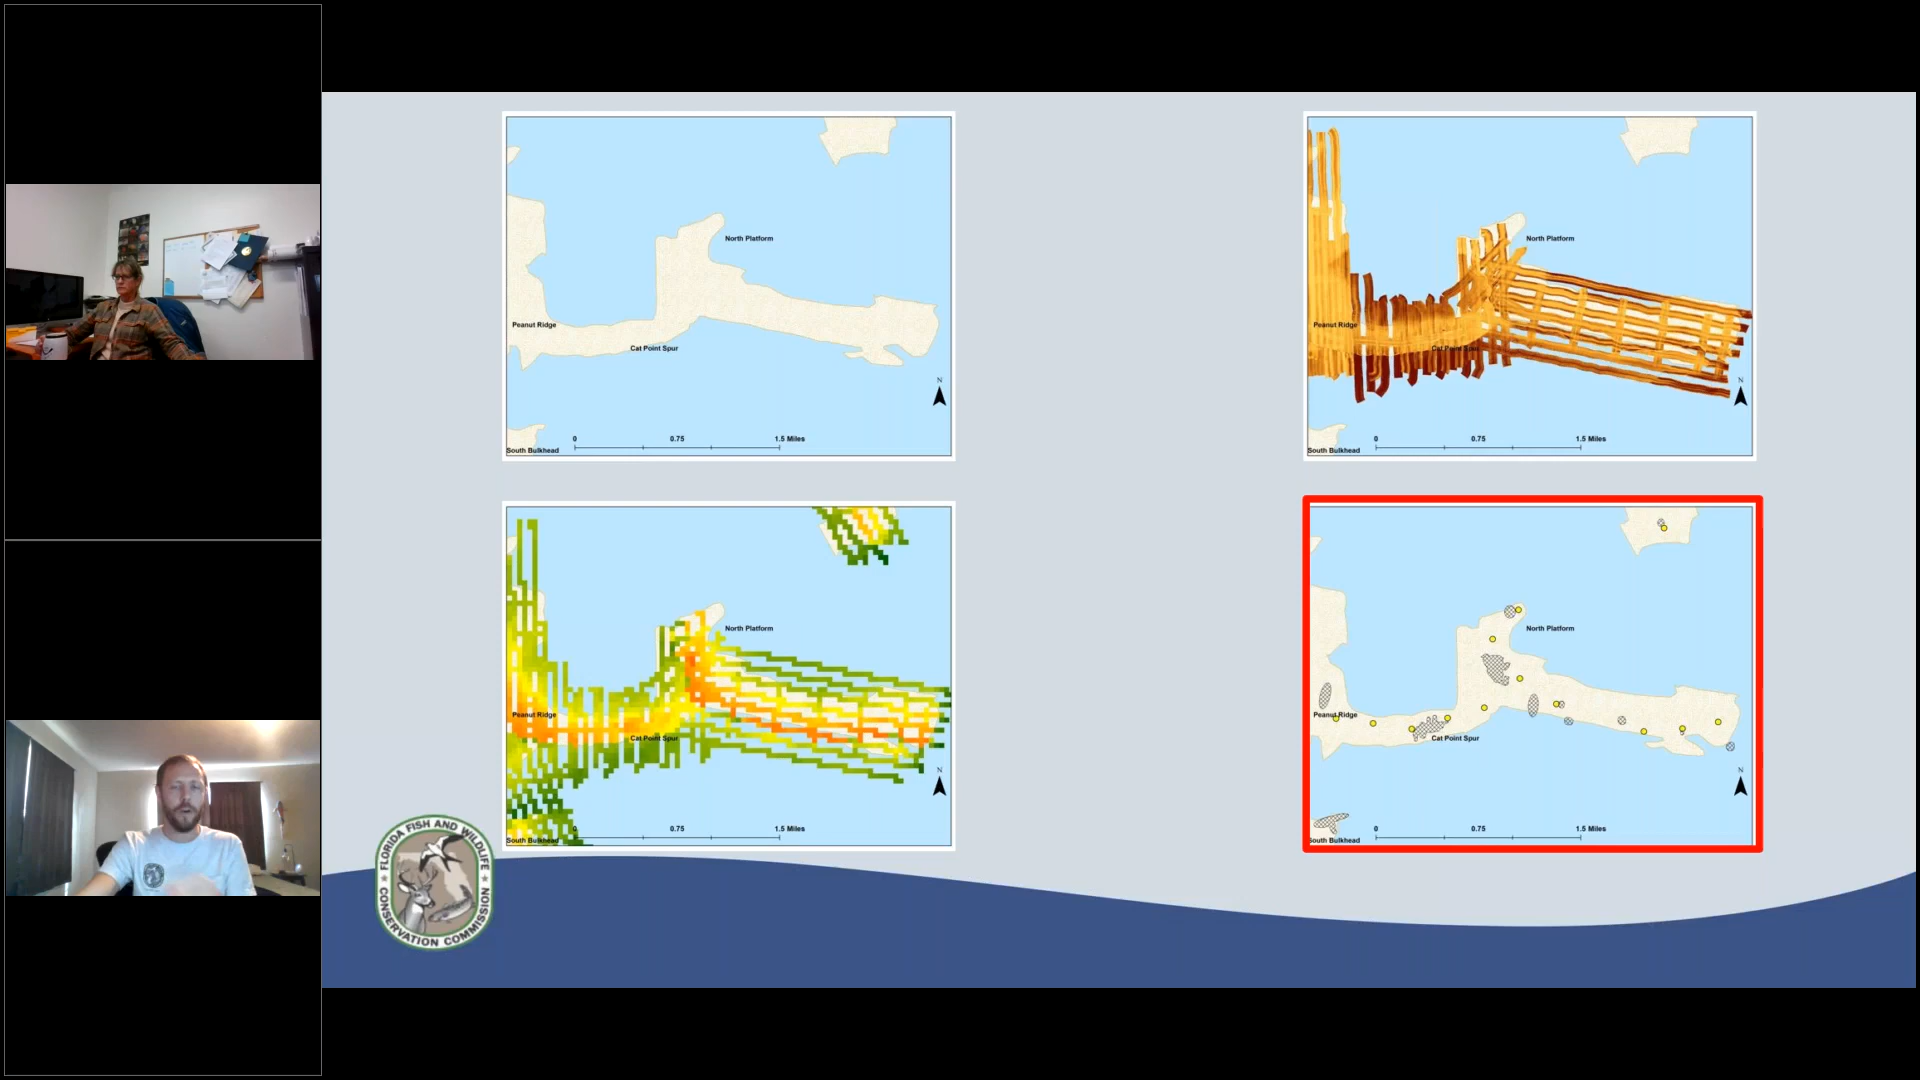 North Platform
Peanut Ridge
Cat Point Spur
N
0 0.75 1.5 Miles
South Bulkhead
North Platform
Peanut Ridge
Cat Point Spur
N
0 0.75 1.5 Miles
South Bulkhead
North Platform
Peanut Ridge
Cat Point Spur
N
0 0.75 1.5 Miles
South Bulkhead
North Platform
Peanut Ridge
Cat Point Spur
N
0 0.75 1.5 Miles
South Bulkhead
FLORIDA FISH AND WILDLIFE
CONSERVATION COMMISSION